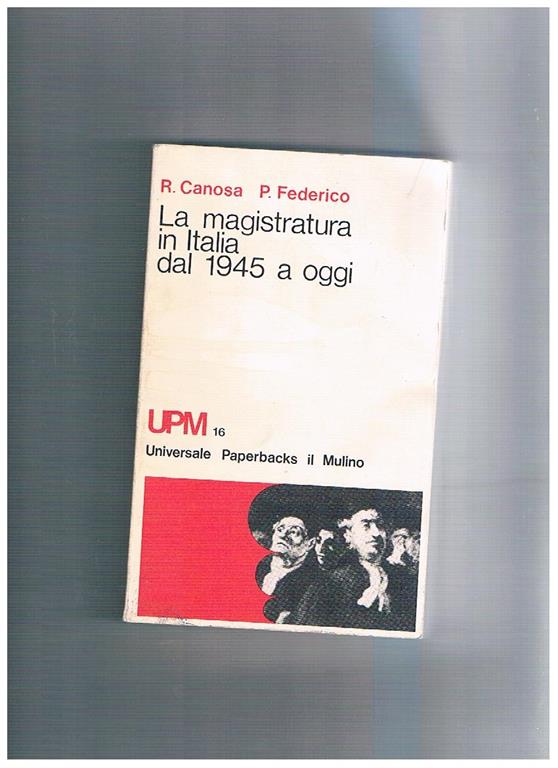 R. Canosa P. Federico
La magistratura
in Italia
dal 1945 a oggi
UPM 16
Universale Paperbacks il Mulino